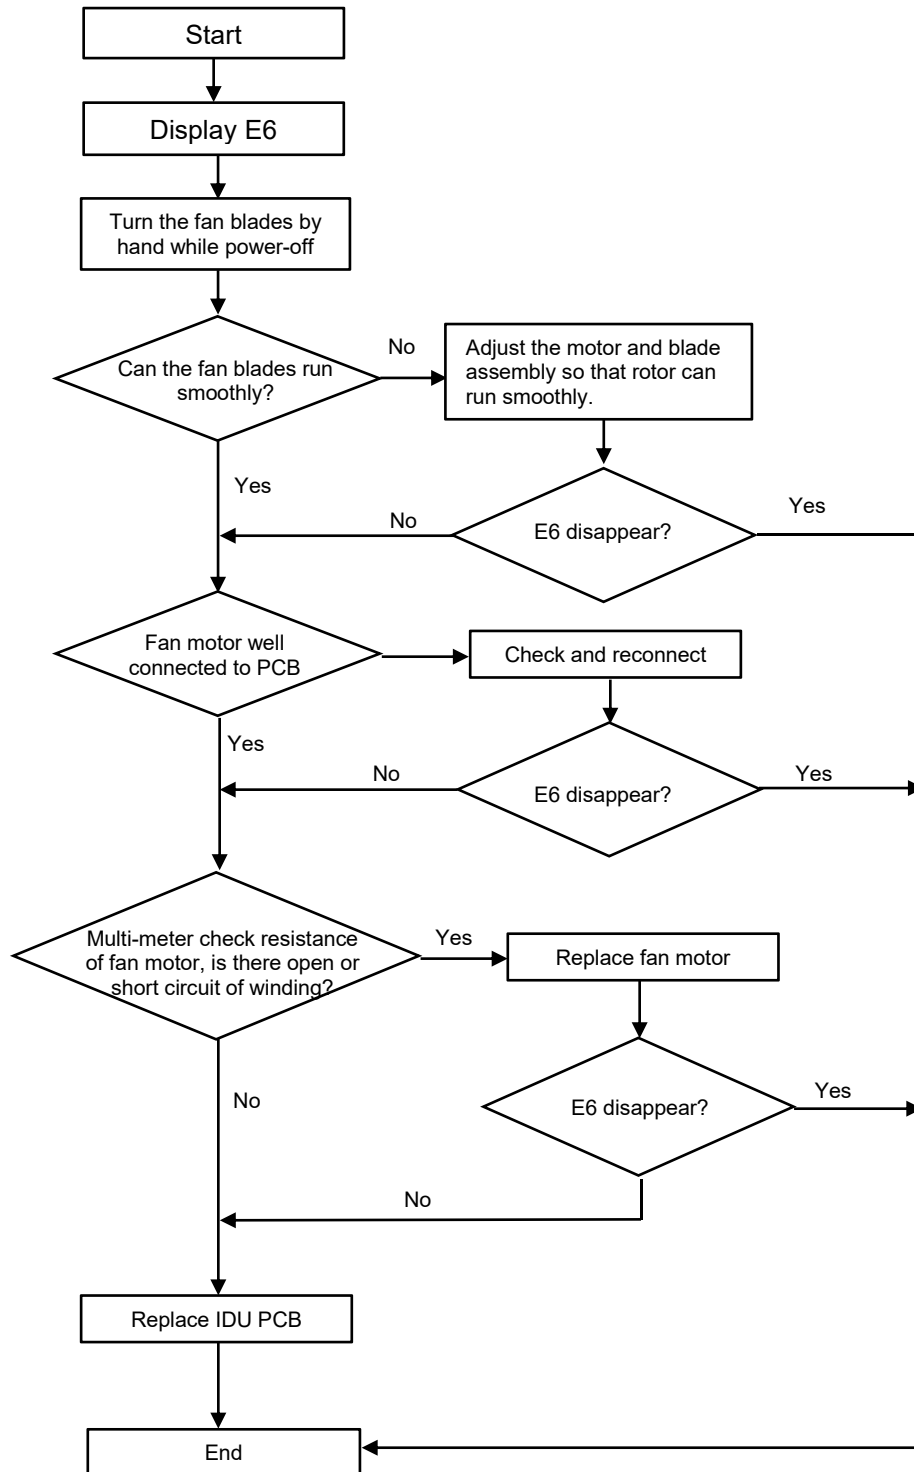 Start
Display E6
Turn the fan blades by
hand while power-off
Can the fan blades run
smoothly?
No
Adjust the motor and blade
assembly so that rotor can
run smoothly.
Yes
No
E6 disappear?
Yes
Fan motor well
connected to PCB
Check and reconnect
Yes
No
E6 disappear?
Yes
Multi-meter check resistance
of fan motor, is there open or
short circuit of winding?
Yes
Replace fan motor
No
E6 disappear?
Yes
No
Replace IDU PCB
End